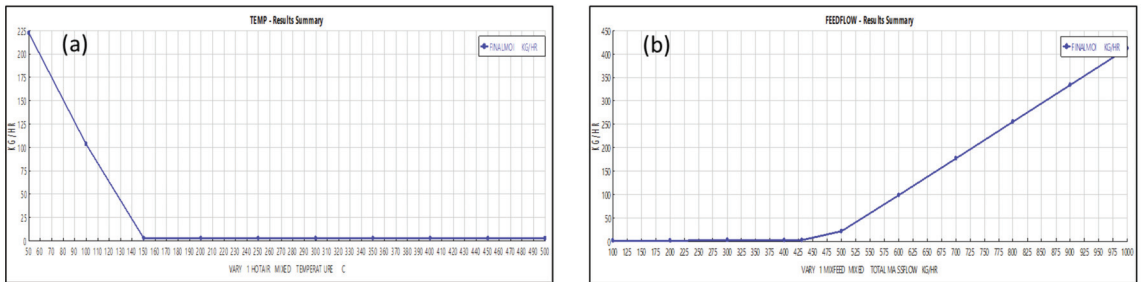 TEMP - Results Summary
(a)
FINALMOI KG/HR
KG/HR
225
200
175
150
125
100
75
50
25
0
50 60 70 80 90 100 110 120 130 140 150 160 170 180 190 200 210 220 230 240 250 260 270 280 290 300 310 320 330 340 350 360 370 380 390 400 410 420 430 440 450 460 470 480 490 500
VARY 1 HOTAIR MIXED TEMPERATURE C
FEEDFLOW - Results Summary
(b)
FINALMOI KG/HR
KG/HR
450
400
350
300
250
200
150
100
50
0
100 125 150 175 200 225 250 275 300 325 350 375 400 425 450 475 500 525 550 575 600 625 650 675 700 725 750 775 800 825 850 875 900 925 950 975 1000
VARY 1 MIXFEED MIXED TOTAL MASSFLOW KG/HR